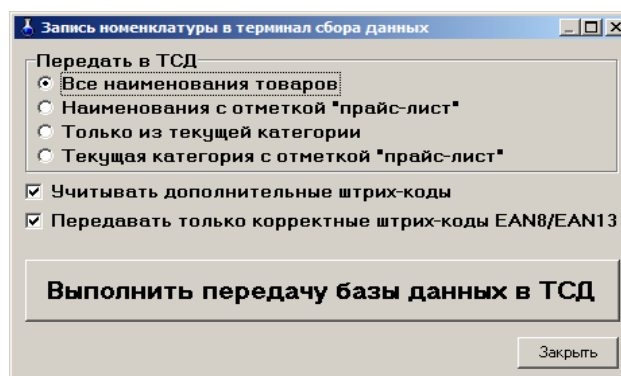 Запись номенклатуры в терминал сбора данных
Передать в ТСД
Все наименования товаров
Наименования с отметкой "прайс-лист"
Только из текущей категории
Текущая категория с отметкой "прайс-лист"
Учитывать дополнительные штрих-коды
Передавать только корректные штрих-коды EAN8/EAN13
Выполнить передачу базы данных в ТСД
Закрыть